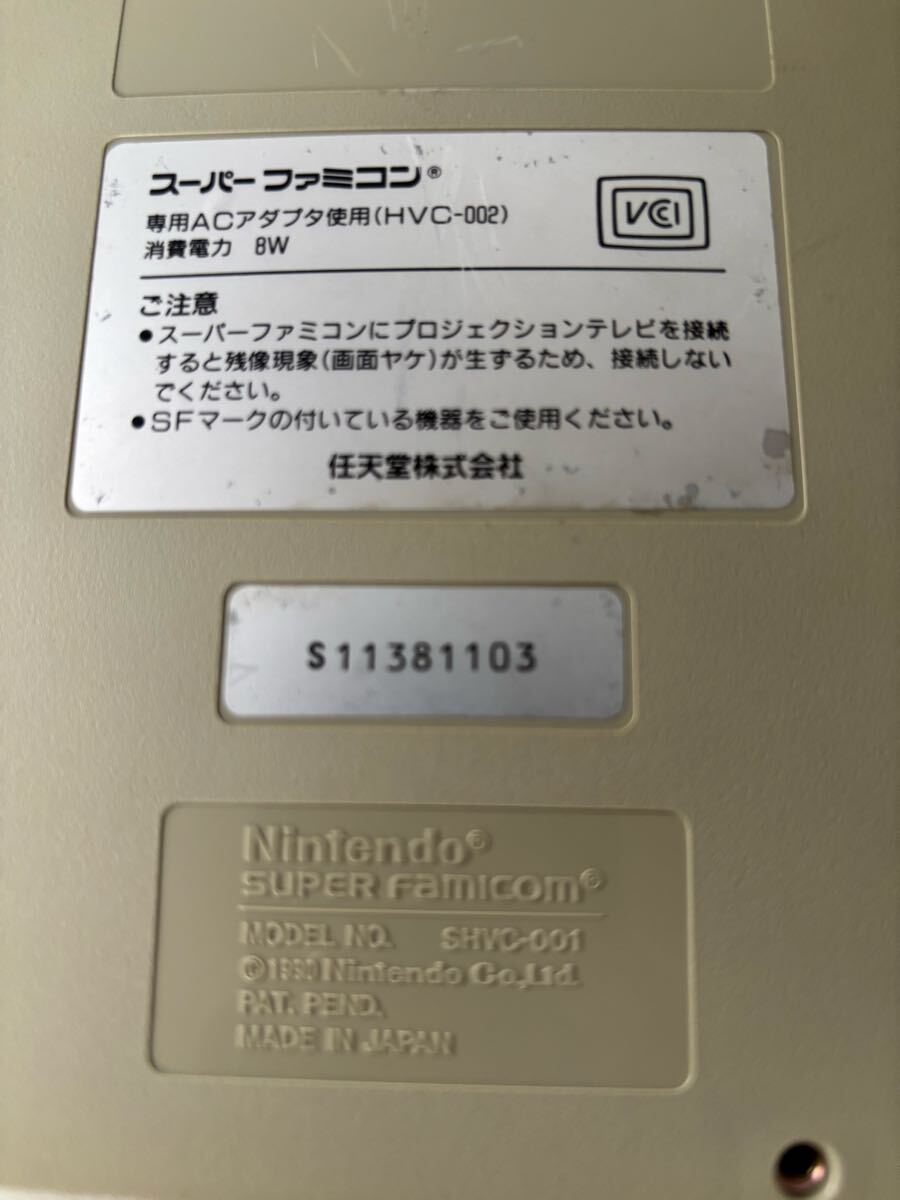 スーパーファミコン®
専用ACアダプタ使用(HVC-002)
消費電力 8W
VCCI
ご注意
●スーパーファミコンにプロジェクションテレビを接続
すると残像現象(画面ヤケ)が生ずるため、接続しない
でください。
●SFマークの付いている機器をご使用ください。
任天堂株式会社
S11381103
Nintendo®
SUPER Famicom®
MODEL NO. SHVC-001
©1990 Nintendo Co.,Ltd.
PAT. PEND.
MADE IN JAPAN